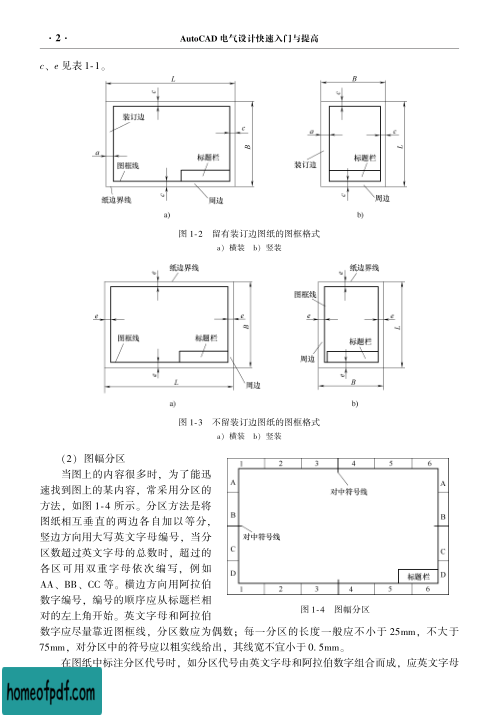 · 2 ·
AutoCAD 电气设计快速入门与提高
c、e 见表 1-1。
L
c
装订边
c
a
B
标题栏
图框线
纸边界线
c
周边
a)
B
c
a
c
L
装订边
标题栏
c
周边
b)
图 1-2 留有装订边图纸的图框格式
a) 横装 b) 竖装
纸边界线
e
e
e
B
图框线
标题栏
e
L
周边
a)
纸边界线
e
图框线
e
e
L
标题栏
周边
e
B
b)
图 1-3 不留装订边图纸的图框格式
a) 横装 b) 竖装
(2) 图幅分区
当图上的内容很多时，为了能迅
速找到图上的某内容，常采用分区的
方法，如图 1-4 所示。分区方法是将
图纸相互垂直的两边各自加以等分，
竖边方向用大写英文字母编号，当分
区数超过英文字母的总数时，超过的
各区可用双重字母依次编写，例如
AA、BB、CC 等。横边方向用阿拉伯
数字编号，编号的顺序应从标题栏相
对的左上角开始。英文字母和阿拉伯
1 2 3 4 5 6
A
对中符号线
A
B
B
对中符号线
C
C
D
标题栏
D
1 2 3 4 5 6
图 1-4 图幅分区
数字应尽量靠近图框线，分区数应为偶数；每一分区的长度一般应不小于 25mm，不大于
75mm，对分区中的符号应以粗实线给出，其线宽不宜小于 0. 5mm。
在图纸中标注分区代号时，如分区代号由英文字母和阿拉伯数字组合而成，应英文字母
homeofpdf.com